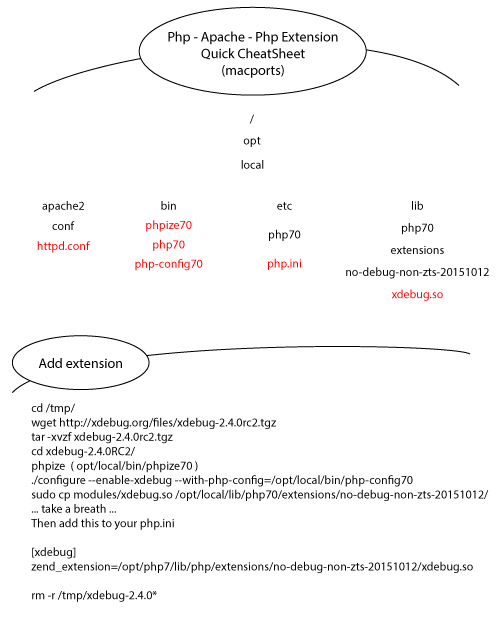 Php - Apache - Php Extension
Quick CheatSheet
(macports)
/
opt
local
apache2
conf
httpd.conf
bin
phpize70
php70
php-config70
etc
php70
php.ini
lib
php70
extensions
no-debug-non-zts-20151012
xdebug.so
Add extension
cd /tmp/
wget http://xdebug.org/files/xdebug-2.4.0rc2.tgz
tar -xvzf xdebug-2.4.0rc2.tgz
cd xdebug-2.4.0RC2/
phpize  ( opt/local/bin/phpize70 )
./configure --enable-xdebug --with-php-config=/opt/local/bin/php-config70
sudo cp modules/xdebug.so /opt/local/lib/php70/extensions/no-debug-non-zts-20151012/
... take a breath ...
Then add this to your php.ini
[xdebug]
zend_extension=/opt/php7/lib/php/extensions/no-debug-non-zts-20151012/xdebug.so
rm -r /tmp/xdebug-2.4.0*